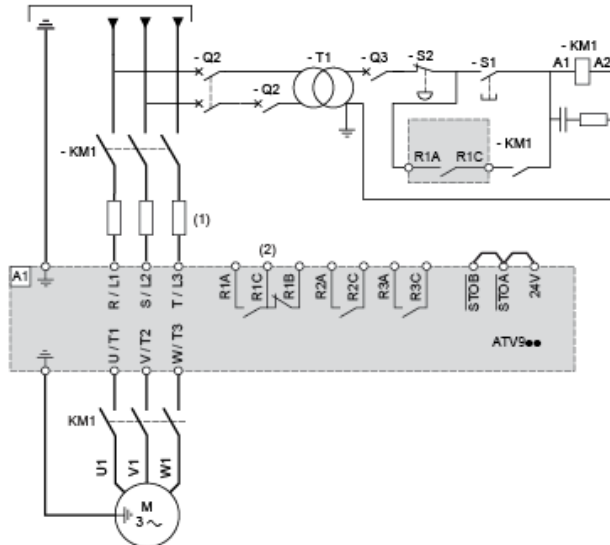 - Q2 - T1 - Q3 - S2 - S1 A1 - KM1 A2
- Q2
- KM1 R1A R1C - KM1
(1)
(2)
A1 R / L1 S / L2 T / L3 R1A R1C R1B R2A R2C R3A R3C STOB STOA 24V
U / T1 V / T2 W / T3 ATV9●●
KM1
U1 V1 W1
M
3 ~